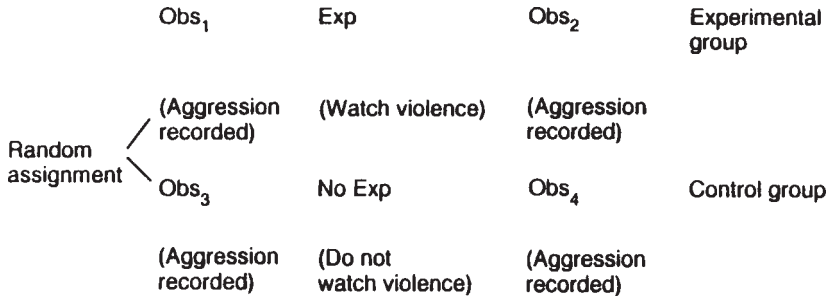 Obs₁ Exp Obs₂ Experimental
group
(Aggression (Watch violence) (Aggression
recorded) recorded)
Random
assignment
Obs₃ No Exp Obs₄ Control group
(Aggression (Do not (Aggression
recorded) watch violence) recorded)